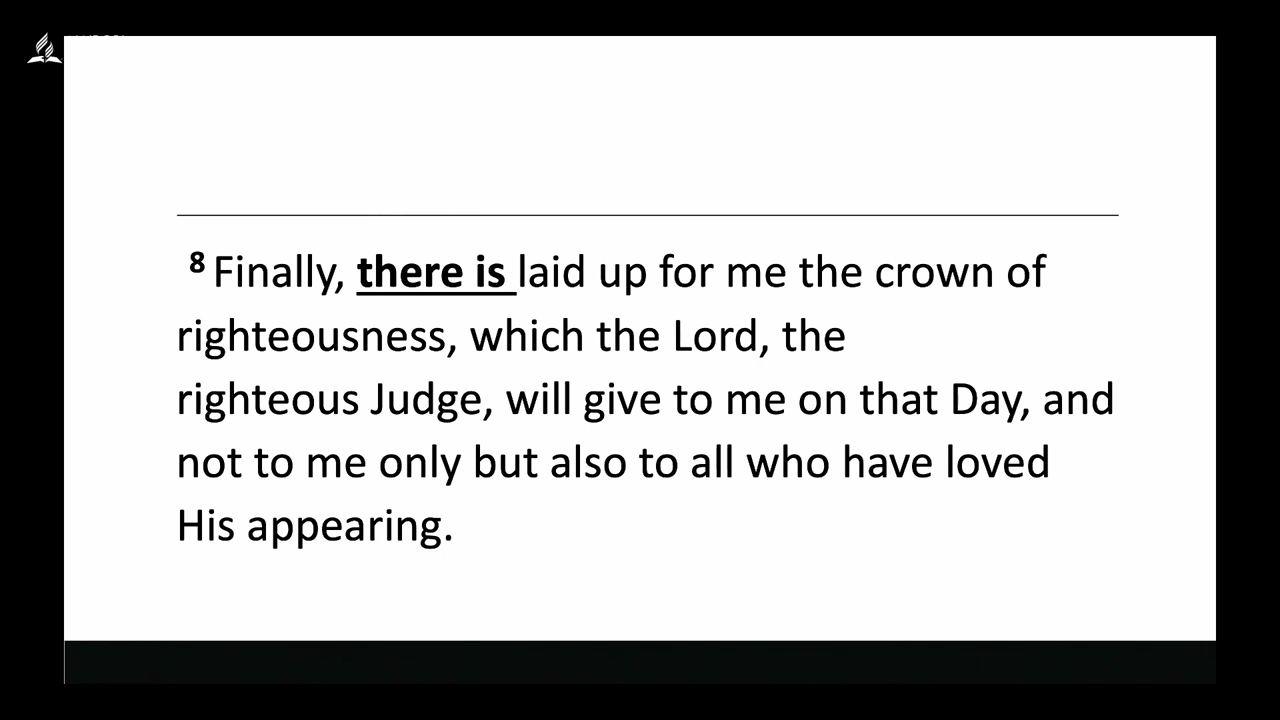 8 Finally, there is laid up for me the crown of
righteousness, which the Lord, the
righteous Judge, will give to me on that Day, and
not to me only but also to all who have loved
His appearing.